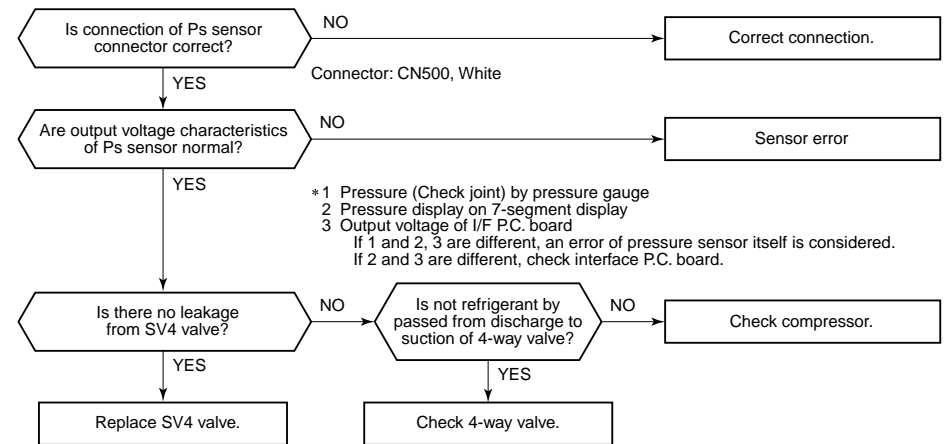 Is connection of Ps sensor
connector correct?
NO
Correct connection.
Connector: CN500, White
YES
Are output voltage characteristics
of Ps sensor normal?
NO
Sensor error
YES
*1 Pressure (Check joint) by pressure gauge
2 Pressure display on 7-segment display
3 Output voltage of I/F P.C. board
If 1 and 2, 3 are different, an error of pressure sensor itself is considered.
If 2 and 3 are different, check interface P.C. board.
Is there no leakage
from SV4 valve?
NO
Is not refrigerant by
passed from discharge to
suction of 4-way valve?
NO
Check compressor.
YES
YES
Replace SV4 valve.
Check 4-way valve.